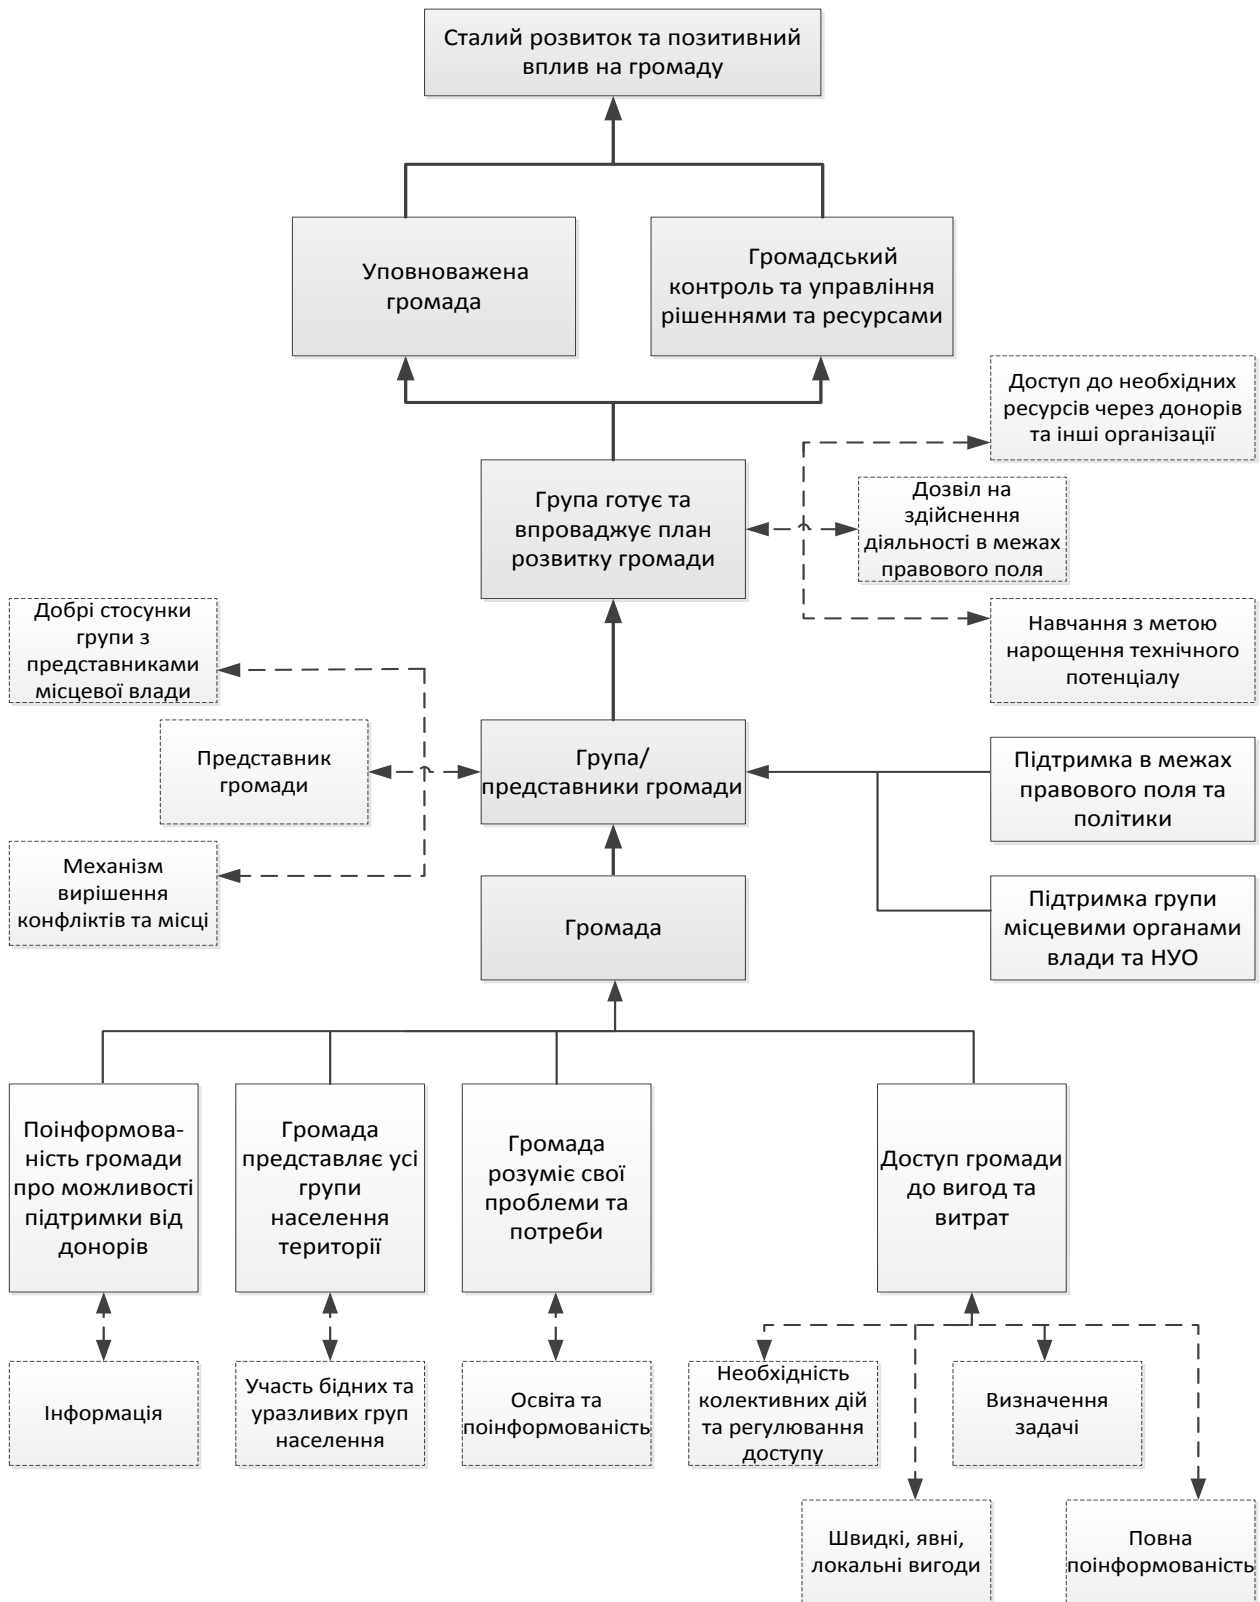 Сталий розвиток та позитивний
вплив на громаду
Уповноважена
громада
Громадський
контроль та управління
рішеннями та ресурсами
Доступ до необхідних
ресурсів через донорів
та інші організації
Група готує та
впроваджує план
розвитку громади
Дозвіл на
здійснення
діяльності в межах
правового поля
Добрі стосунки
групи з
представниками
місцевої влади
Навчання з метою
нарощення технічного
потенціалу
Представник
громади
Група/
представники громади
Підтримка в межах
правового поля та
політики
Механізм
вирішення
конфліктів та місці
Громада
Підтримка групи
місцевими органами
влади та НУО
Поінформова-
ність громади
про можливості
підтримки від
донорів
Громада
представляє усі
групи
населення
території
Громада
розуміє свої
проблеми та
потреби
Доступ громади
до вигод та
витрат
Інформація
Участь бідних та
уразливих груп
населення
Освіта та
поінформованість
Необхідність
колективних дій
та регулювання
доступу
Визначення
задачі
Швидкі, явні,
локальні вигоди
Повна
поінформованість